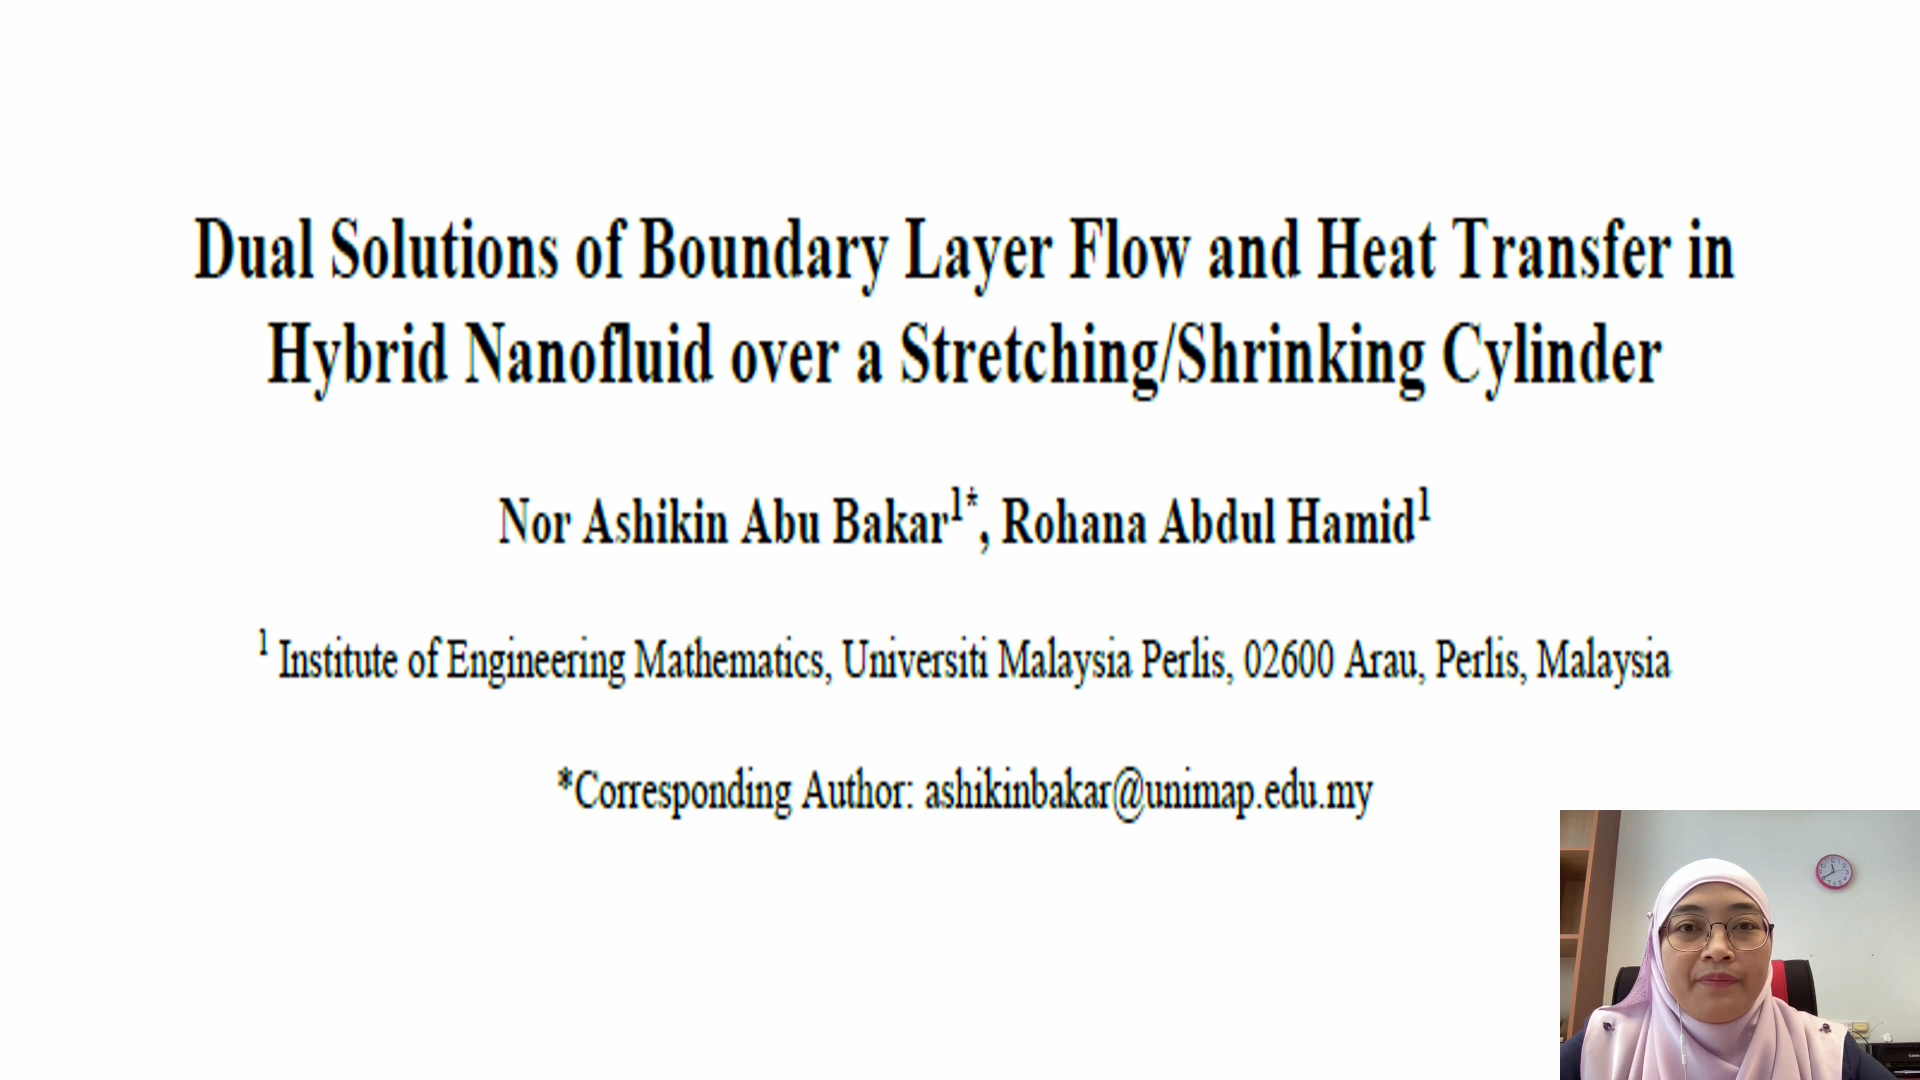 Dual Solutions of Boundary Layer Flow and Heat Transfer in
Hybrid Nanofluid over a Stretching/Shrinking Cylinder
Nor Ashikin Abu Bakar1*, Rohana Abdul Hamid1
1 Institute of Engineering Mathematics, Universiti Malaysia Perlis, 02600 Arau, Perlis, Malaysia
*Corresponding Author: ashikinbakar@unimap.edu.my